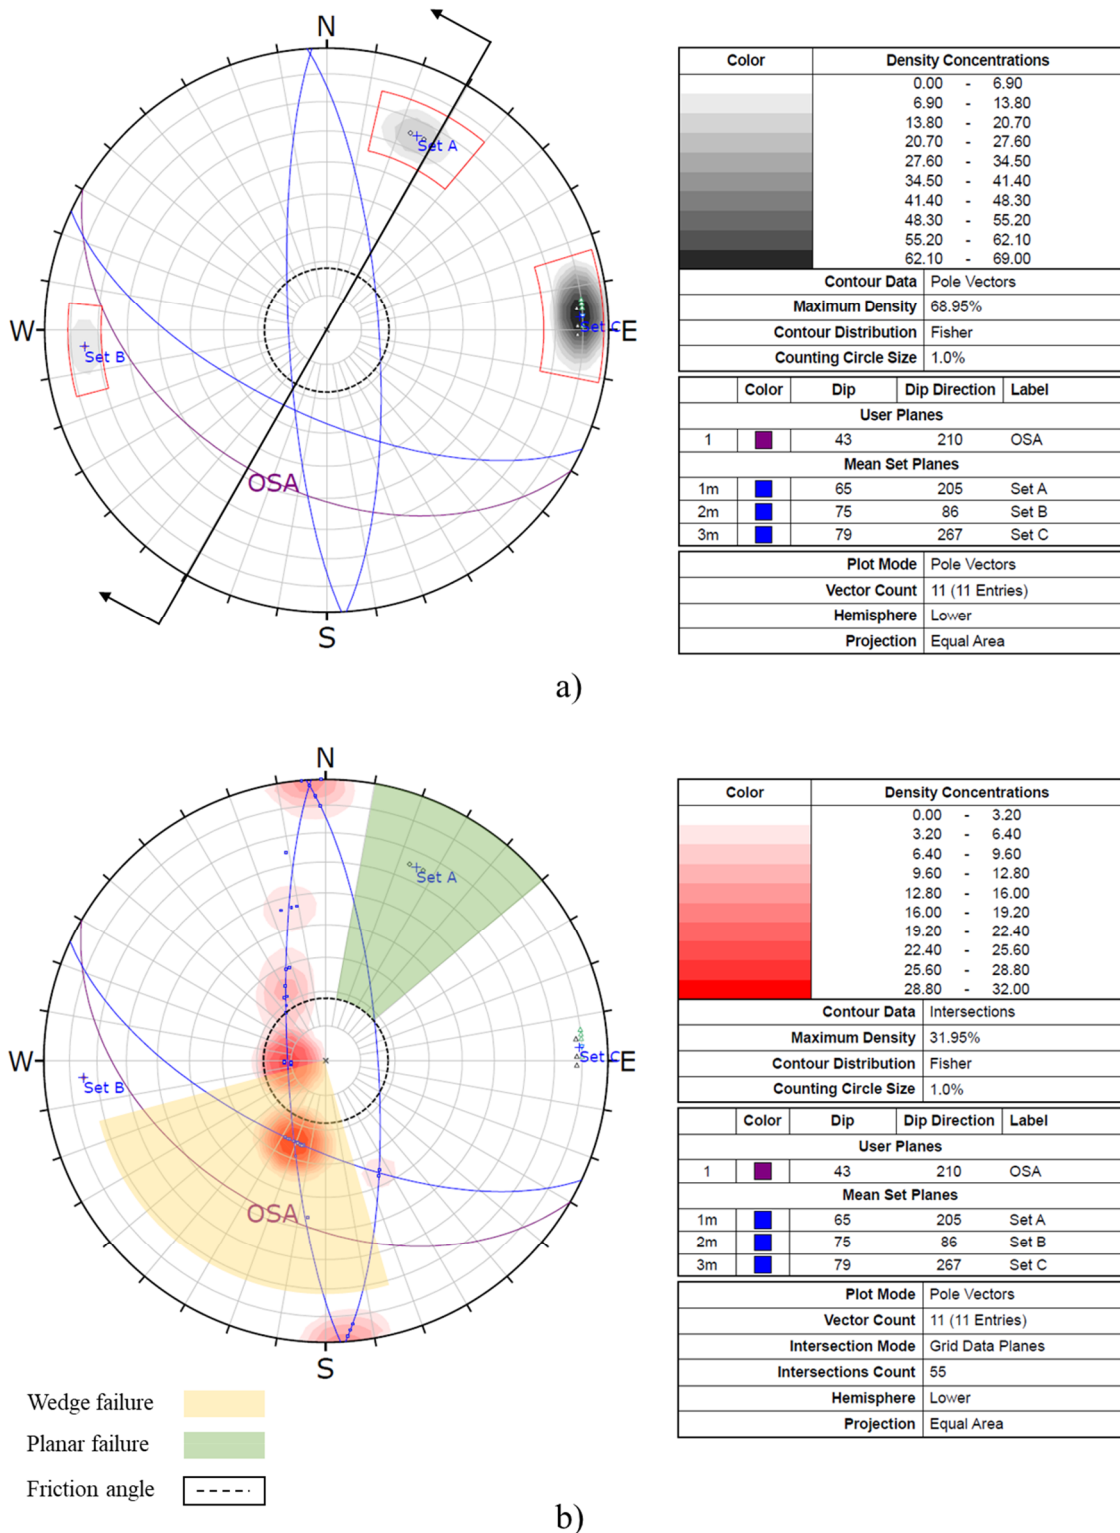 N
W
E
S
Set A
Set B
Set C
OSA
Color Density Concentrations
0.00 - 6.90
6.90 - 13.80
13.80 - 20.70
20.70 - 27.60
27.60 - 34.50
34.50 - 41.40
41.40 - 48.30
48.30 - 55.20
55.20 - 62.10
62.10 - 69.00
Contour Data Pole Vectors
Maximum Density 68.95%
Contour Distribution Fisher
Counting Circle Size 1.0%
Color Dip Dip Direction Label
User Planes
1 43 210 OSA
Mean Set Planes
1m 65 205 Set A
2m 75 86 Set B
3m 79 267 Set C
Plot Mode Pole Vectors
Vector Count 11 (11 Entries)
Hemisphere Lower
Projection Equal Area
a)
N
W
E
S
Set A
Set C
Set B
OSA
Color Density Concentrations
0.00 - 3.20
3.20 - 6.40
6.40 - 9.60
9.60 - 12.80
12.80 - 16.00
16.00 - 19.20
19.20 - 22.40
22.40 - 25.60
25.60 - 28.80
28.80 - 32.00
Contour Data Intersections
Maximum Density 31.95%
Contour Distribution Fisher
Counting Circle Size 1.0%
Color Dip Dip Direction Label
User Planes
1 43 210 OSA
Mean Set Planes
1m 65 205 Set A
2m 75 86 Set B
3m 79 267 Set C
Plot Mode Pole Vectors
Vector Count 11 (11 Entries)
Intersection Mode Grid Data Planes
Intersections Count 55
Hemisphere Lower
Projection Equal Area
Wedge failure
Planar failure
Friction angle
b)